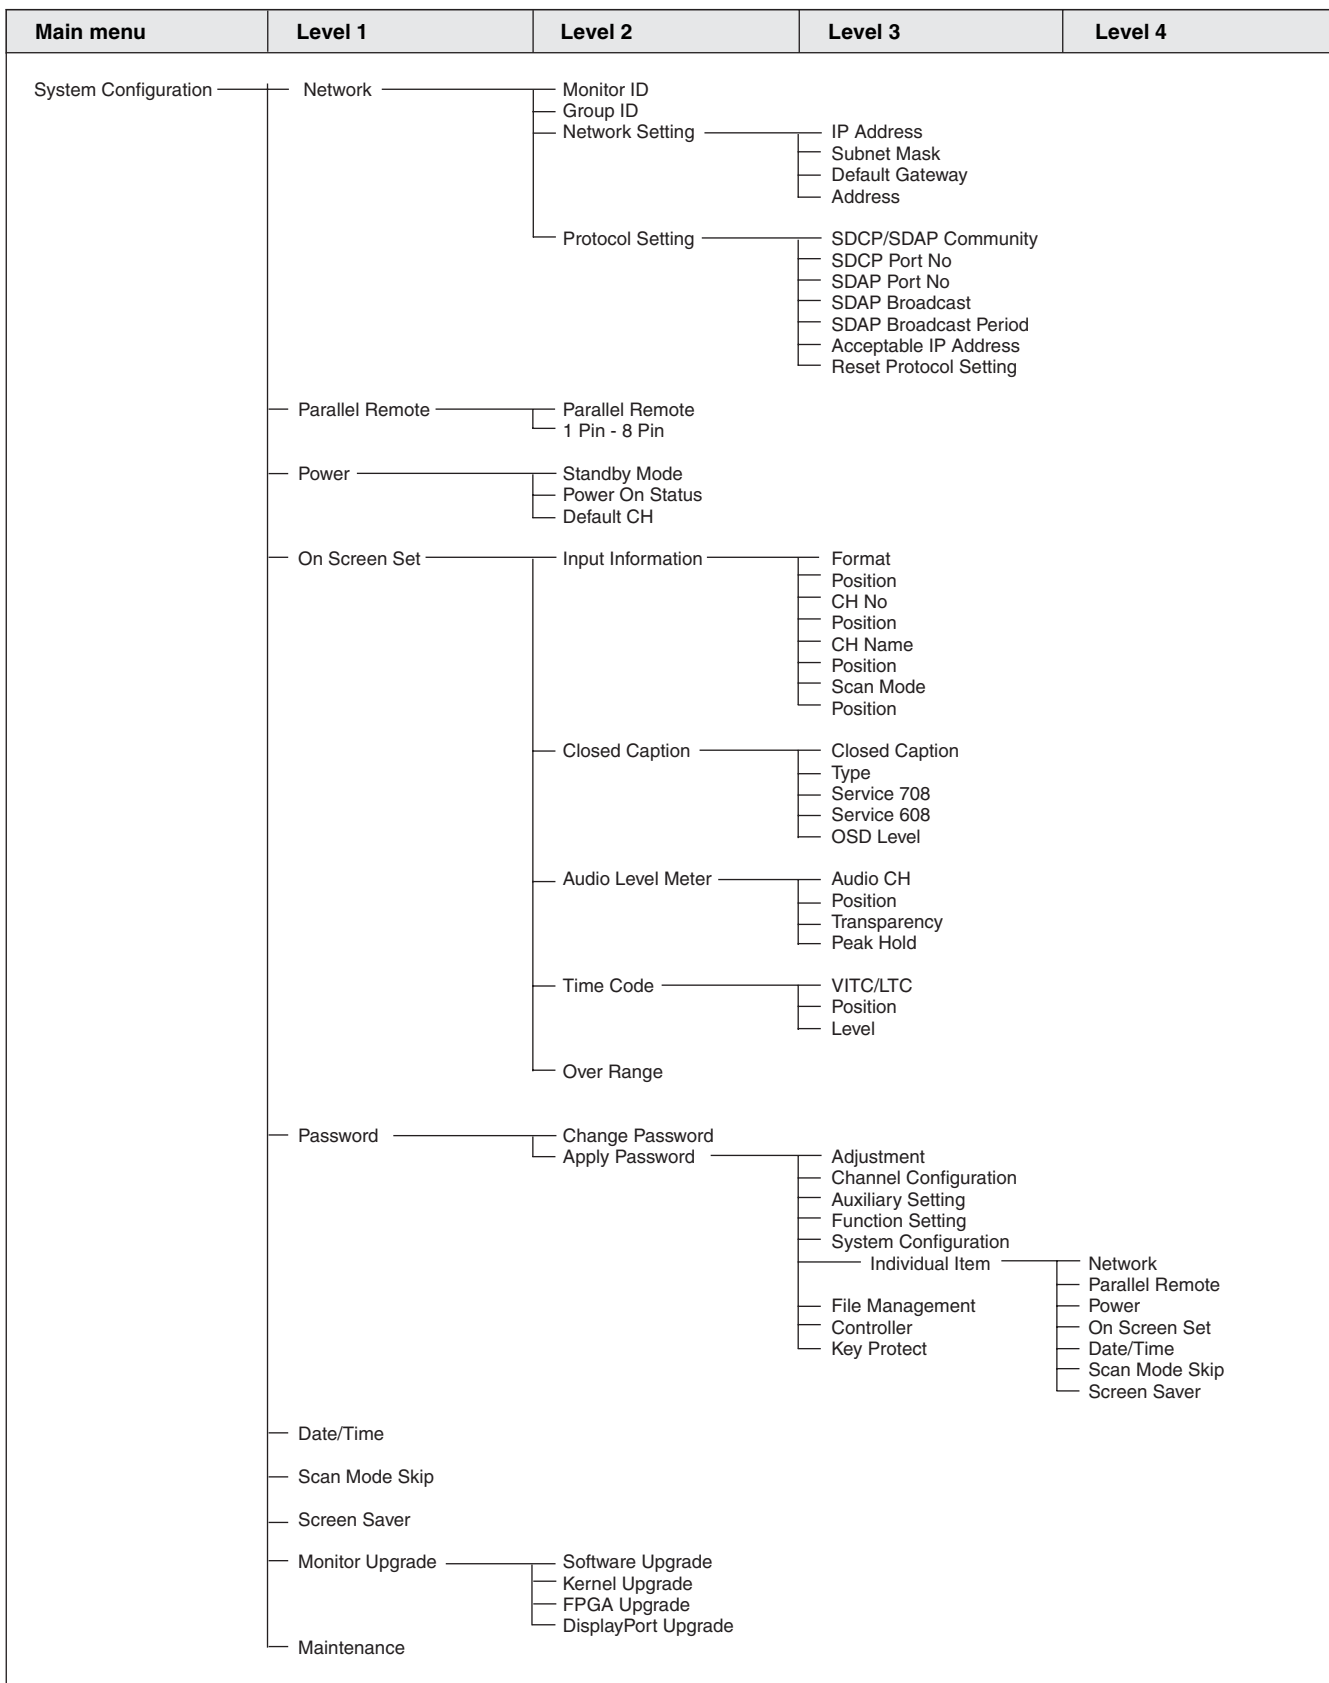 Main menu Level 1 Level 2 Level 3 Level 4
System Configuration Network Monitor ID
Group ID
Network Setting IP Address
Subnet Mask
Default Gateway
Address
Protocol Setting SDCP/SDAP Community
SDCP Port No
SDAP Port No
SDAP Broadcast
SDAP Broadcast Period
Acceptable IP Address
Reset Protocol Setting
Parallel Remote Parallel Remote
1 Pin - 8 Pin
Power Standby Mode
Power On Status
Default CH
On Screen Set Input Information Format
Position
CH No
Position
CH Name
Position
Scan Mode
Position
Closed Caption Closed Caption
Type
Service 708
Service 608
OSD Level
Audio Level Meter Audio CH
Position
Transparency
Peak Hold
Time Code VITC/LTC
Position
Level
Over Range
Password Change Password
Apply Password Adjustment
Channel Configuration
Auxiliary Setting
Function Setting
System Configuration
Individual Item Network
Parallel Remote
File Management Power
Controller On Screen Set
Key Protect Date/Time
Scan Mode Skip
Screen Saver
Date/Time
Scan Mode Skip
Screen Saver
Monitor Upgrade Software Upgrade
Kernel Upgrade
FPGA Upgrade
DisplayPort Upgrade
Maintenance